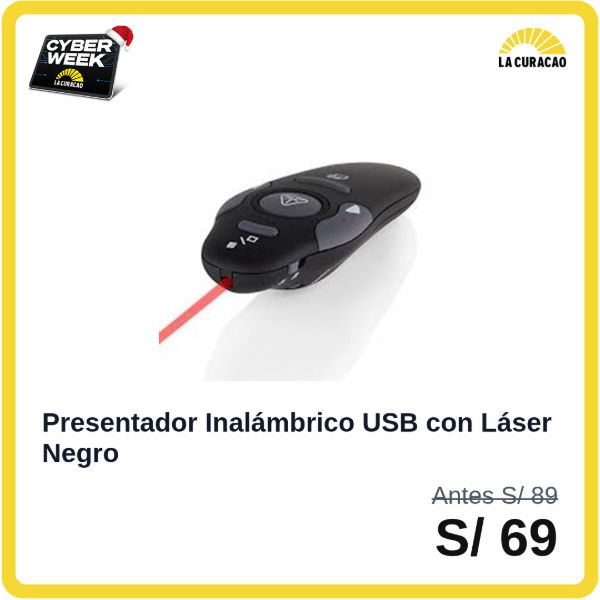 CYBER
WEEK
LA CURACAO
LA CURACAO
Presentador Inalámbrico USB con Láser
Negro
Antes S/ 89
S/ 69